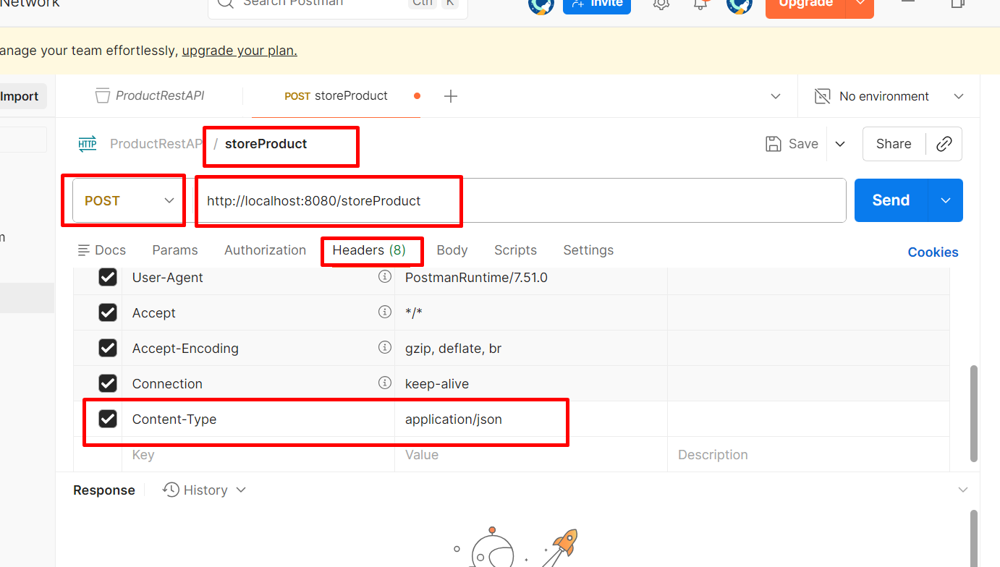 Network
Search Postman
Ctrl K
Invite
Upgrade
anage your team effortlessly, upgrade your plan.
Import
ProductRestAPI
POST storeProduct
No environment
HTTP
ProductRestAP / storeProduct
Save
Share
POST
http://localhost:8080/storeProduct
Send
m
Docs
Params
Authorization
Headers (8)
Body
Scripts
Settings
Cookies
User-Agent PostmanRuntime/7.51.0
Accept */*
Accept-Encoding gzip, deflate, br
Connection keep-alive
Content-Type application/json
Key Value Description
Response
History